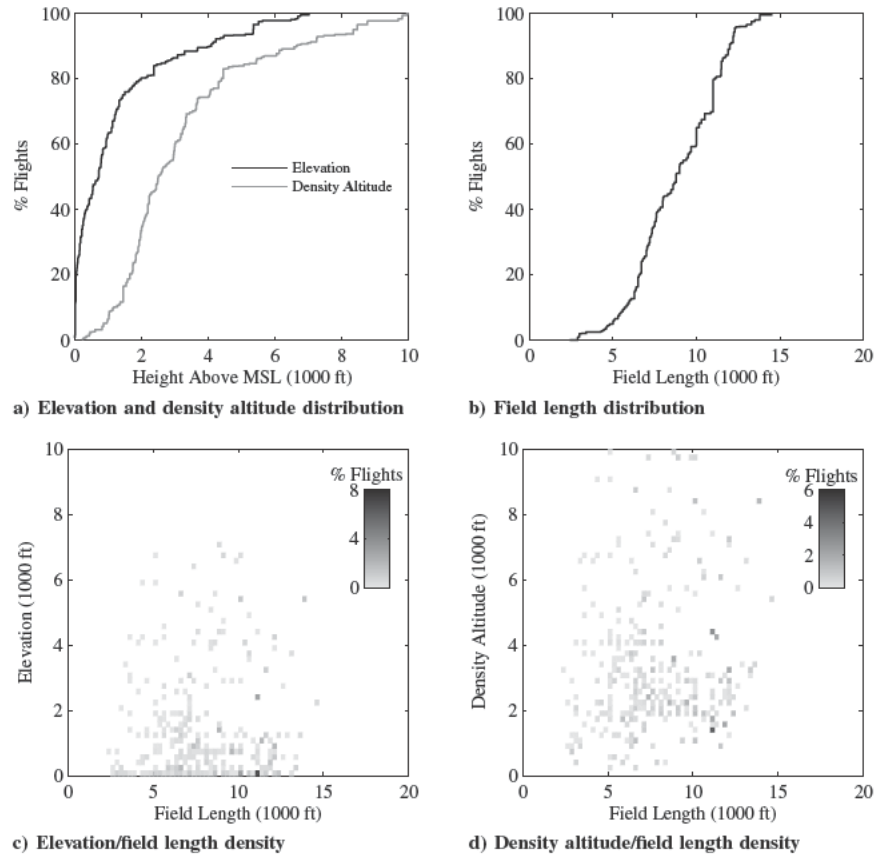 100
80
60
40
20
0
% Flights
Elevation
Density Altitude
0 2 4 6 8 10
Height Above MSL (1000 ft)
a) Elevation and density altitude distribution
100
80
60
40
20
0
% Flights
0 5 10 15 20
Field Length (1000 ft)
b) Field length distribution
10
8
6
4
2
0
Elevation (1000 ft)
% Flights
8
4
0
0 5 10 15 20
Field Length (1000 ft)
c) Elevation/field length density
10
8
6
4
2
0
Density Altitude (1000 ft)
% Flights
6
4
2
0
0 5 10 15 20
Field Length (1000 ft)
d) Density altitude/field length density